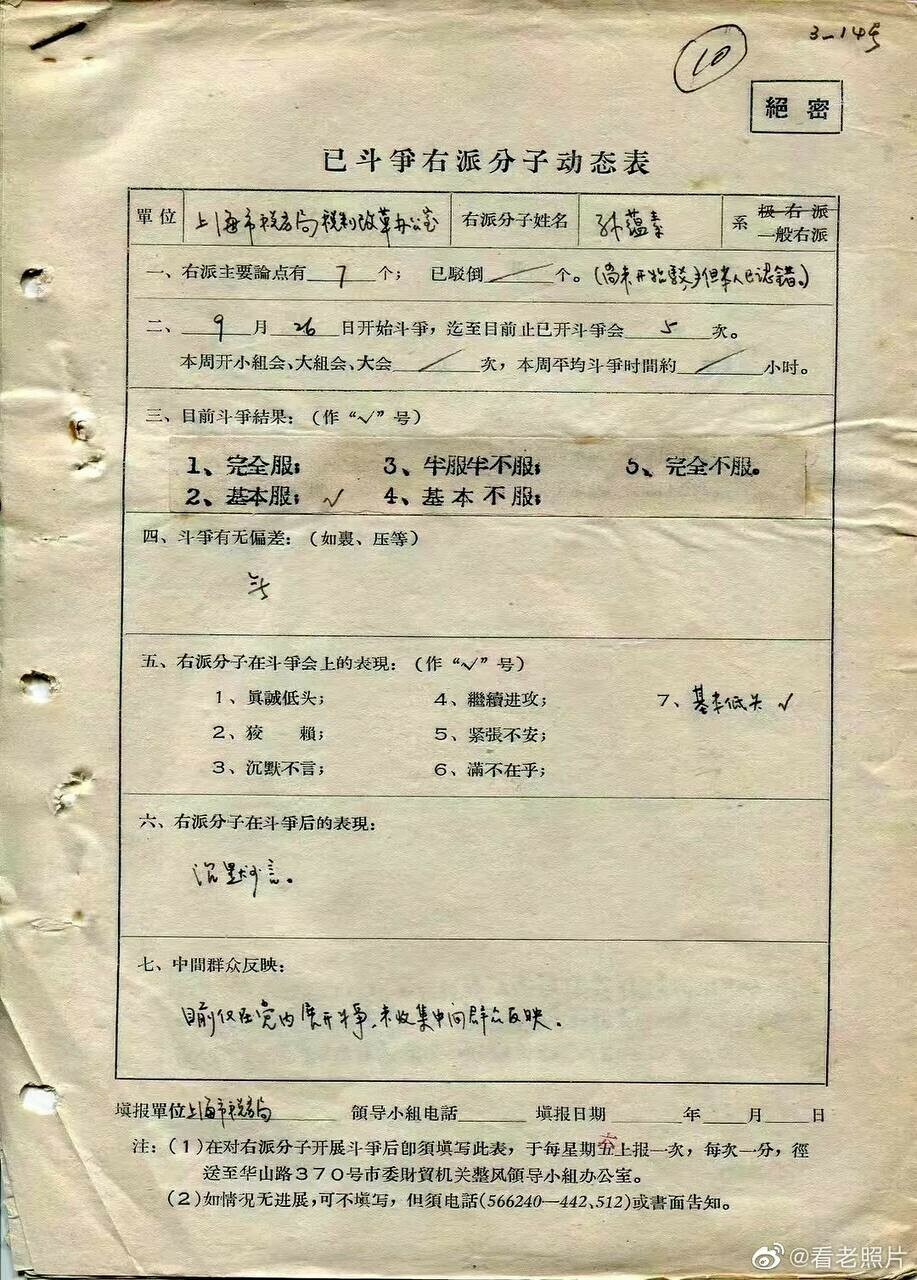 3-14号
10
絕密
已斗爭右派分子动态表
單位 上海市税务局税制改革办公室 右派分子姓名 孙蕴素 系 极右派 一般右派
一、右派主要論点有 7 个; 已駁倒 / 个。(尚未开始驳,但本人已認錯。)
二、 9 月 26 日开始斗爭,迄至目前止已开斗爭会 5 次。
本周开小組会、大組会、大会 / 次,本周平均斗爭时間約 / 小时。
三、目前斗爭結果:(作“√”号)
1、完全服; 3、半服半不服; 5、完全不服。
2、基本服; √ 4、基本不服;
四、斗爭有无偏差:(如裏、压等)
无
五、右派分子在斗爭会上的表現:(作“√”号)
1、眞誠低头; 4、繼續进攻; 7、基本低头 √
2、狡 賴; 5、緊張不安;
3、沉默不言; 6、滿不在乎;
六、右派分子在斗爭后的表現:
沉默少言。
七、中間群众反映:
目前仅在党内展开斗争,未收集中间群众反映。
填报單位 上海市税务局 領导小組电話 填报日期 年 月 日
注:(1)在对右派分子开展斗爭后卽須填写此表,于每星期五六上报一次,每次一分,徑
送至华山路370号市委財貿机关整风領导小組办公室。
(2)如情况无进展,可不填写,但須电話(566240—442、512)或書面告知。
@看老照片